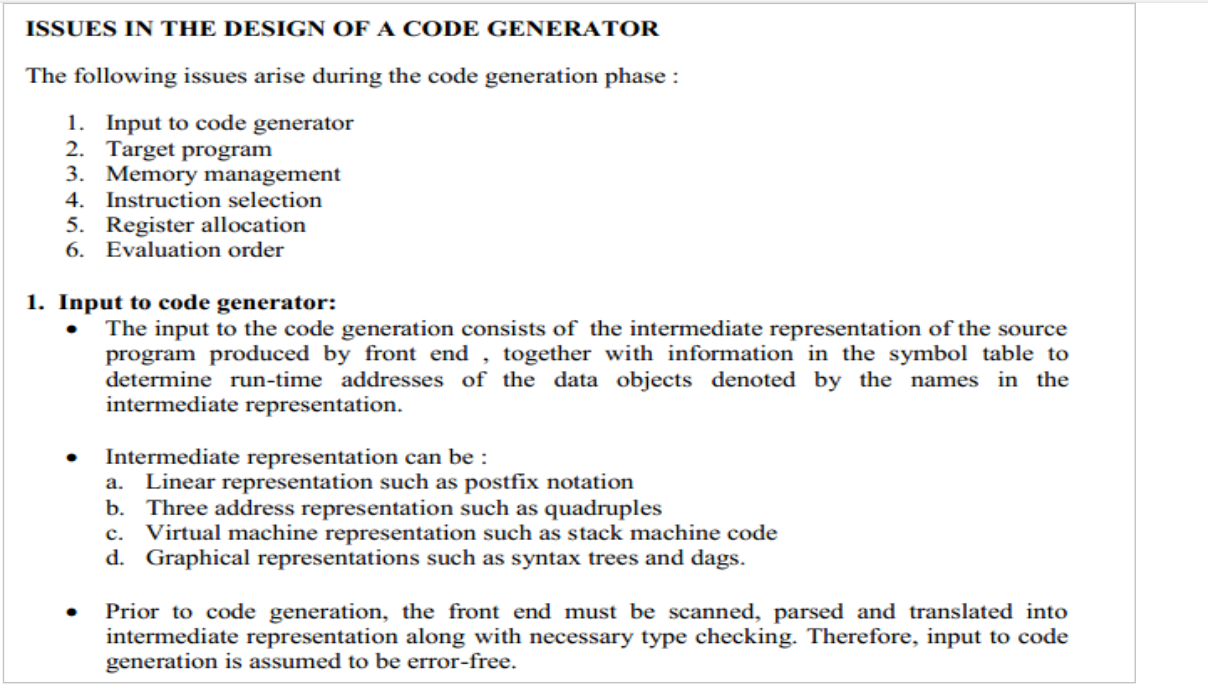 ISSUES IN THE DESIGN OF A CODE GENERATOR
The following issues arise during the code generation phase :
1. Input to code generator
2. Target program
3. Memory management
4. Instruction selection
5. Register allocation
6. Evaluation order
1. Input to code generator:
• The input to the code generation consists of the intermediate representation of the source
program produced by front end , together with information in the symbol table to
determine run-time addresses of the data objects denoted by the names in the
intermediate representation.
• Intermediate representation can be :
a. Linear representation such as postfix notation
b. Three address representation such as quadruples
c. Virtual machine representation such as stack machine code
d. Graphical representations such as syntax trees and dags.
• Prior to code generation, the front end must be scanned, parsed and translated into
intermediate representation along with necessary type checking. Therefore, input to code
generation is assumed to be error-free.